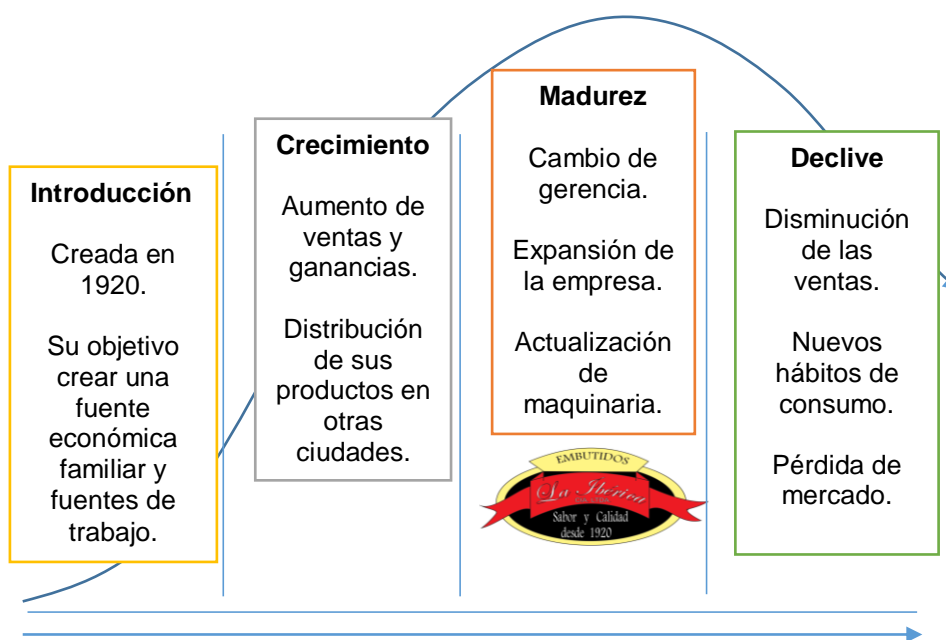 Introducción
Creada en
1920.
Su objetivo
crear una
fuente
económica
familiar y
fuentes de
trabajo.
Crecimiento
Aumento de
ventas y
ganancias.
Distribución
de sus
productos en
otras
ciudades.
Madurez
Cambio de
gerencia.
Expansión de
la empresa.
Actualización
de
maquinaria.
EMBUTIDOS
La Ibérica
Sabor y Calidad
desde 1920
Declive
Disminución
de las
ventas.
Nuevos
hábitos de
consumo.
Pérdida de
mercado.